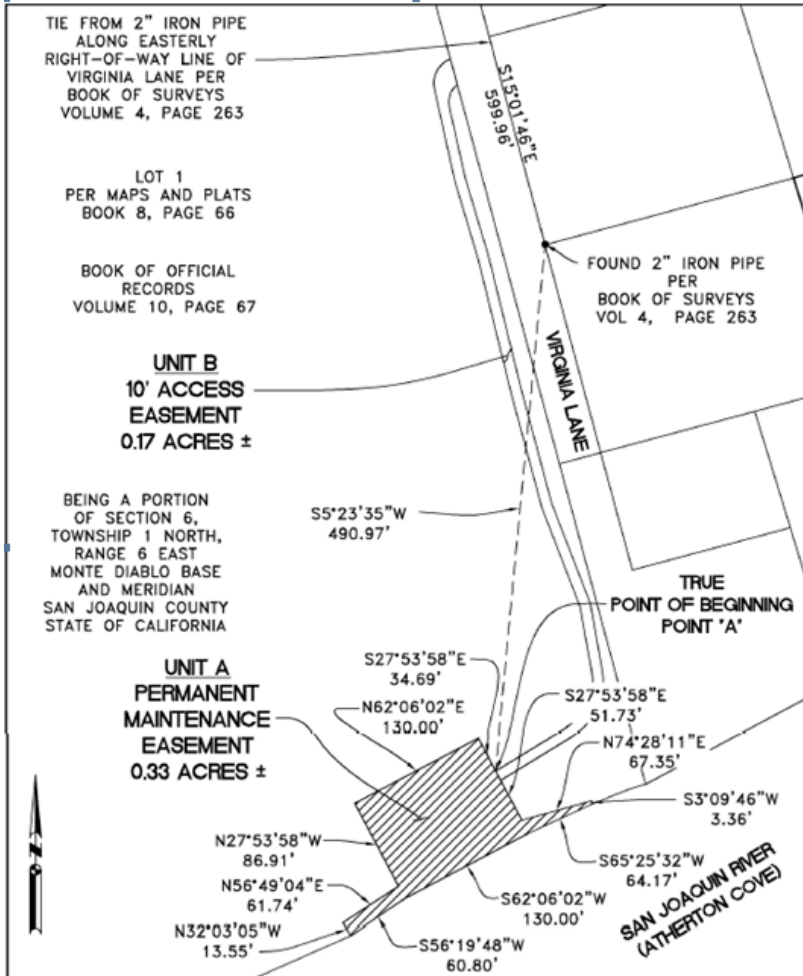 TIE FROM 2" IRON PIPE
ALONG EASTERLY
RIGHT-OF-WAY LINE OF
VIRGINIA LANE PER
BOOK OF SURVEYS
VOLUME 4, PAGE 263
S15°01'46"E
599.96'
LOT 1
PER MAPS AND PLATS
BOOK 8, PAGE 66
BOOK OF OFFICIAL
RECORDS
VOLUME 10, PAGE 67
FOUND 2" IRON PIPE
PER
BOOK OF SURVEYS
VOL 4, PAGE 263
VIRGINIA LANE
UNIT B
10' ACCESS
EASEMENT
0.17 ACRES ±
BEING A PORTION
OF SECTION 6,
TOWNSHIP 1 NORTH,
RANGE 6 EAST
MONTE DIABLO BASE
AND MERIDIAN
SAN JOAQUIN COUNTY
STATE OF CALIFORNIA
S5°23'35"W
490.97'
TRUE
POINT OF BEGINNING
POINT "A"
UNIT A
PERMANENT
MAINTENANCE
EASEMENT
0.33 ACRES ±
S27°53'58"E
34.69'
N62°06'02"E
130.00'
S27°53'58"E
51.73'
N74°28'11"E
67.35'
S3°09'46"W
3.36'
N27°53'58"W
86.91'
S65°25'32"W
64.17'
N56°49'04"E
61.74'
S62°06'02"W
130.00'
N32°03'05"W
13.55'
S56°19'48"W
60.80'
SAN JOAQUIN RIVER
(ATHERTON COVE)
N